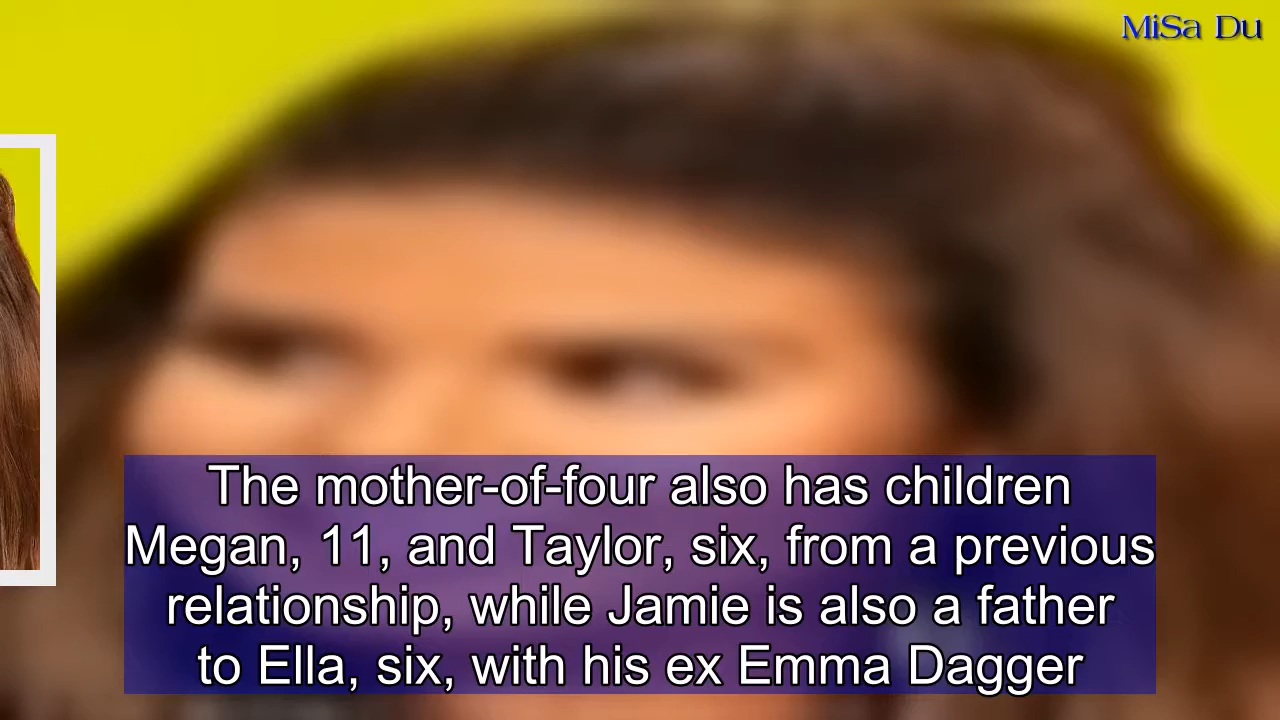 MiSa Du
The mother-of-four also has children
Megan, 11, and Taylor, six, from a previous
relationship, while Jamie is also a father
to Ella, six, with his ex Emma Dagger